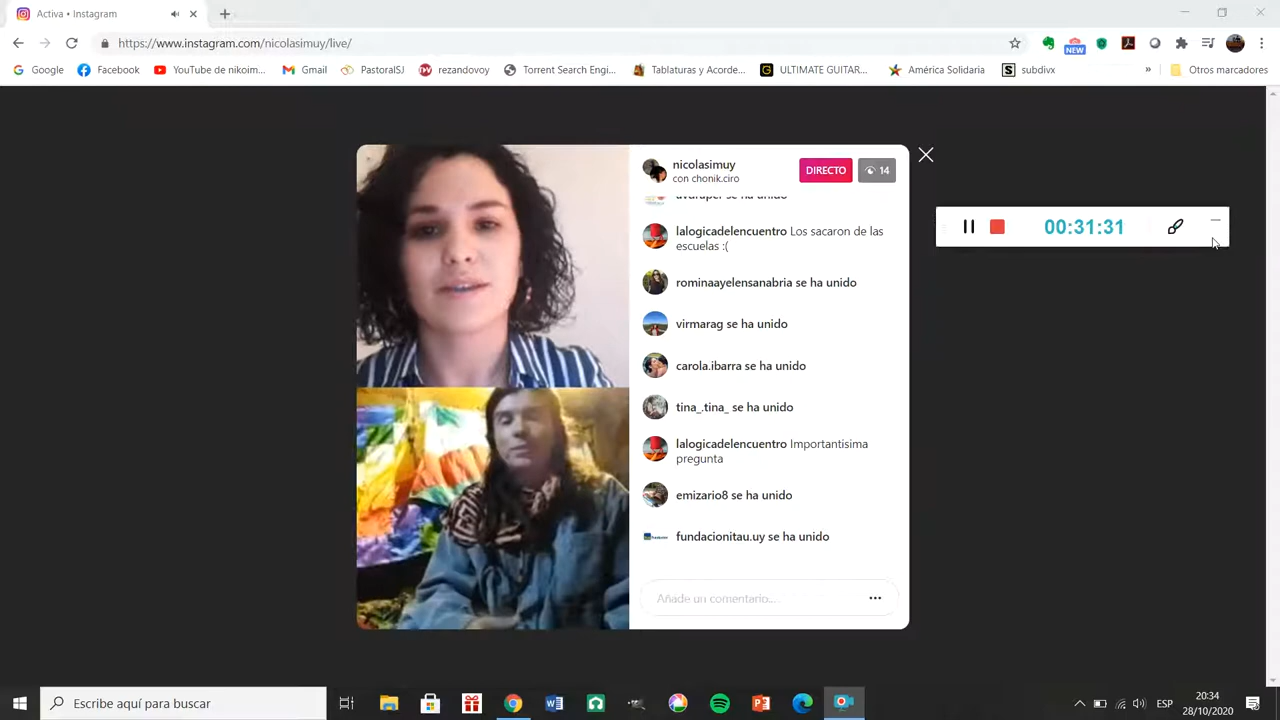 Activa • Instagram
https://www.instagram.com/nicolasimuy/live/
NEW
Google
Facebook
YouTube de nikoim...
Gmail
PastoralSJ
rezandovoy
Torrent Search Engi...
Tablaturas y Acorde...
ULTIMATE GUITAR...
América Solidaria
subdivx
»
Otros marcadores
nicolasimuy
con chonik.ciro
DIRECTO
14
se ha unido
lalogicadelencuentro Los sacaron de las
escuelas :(
rominaayelensanabria se ha unido
virmarag se ha unido
carola.ibarra se ha unido
tina_.tina_ se ha unido
lalogicadelencuentro Importantisima
pregunta
emizario8 se ha unido
fundacionitau.uy se ha unido
Añade un comentario...
00:31:31
Escribe aquí para buscar
ESP
20:34
28/10/2020